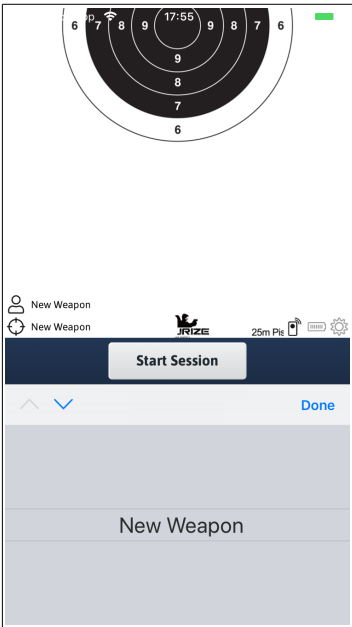 17:55
6 7 8 9 9 8 7 6
9
8
7
6
New Weapon
New Weapon
JRIZE
25m Pis
Start Session
Done
New Weapon